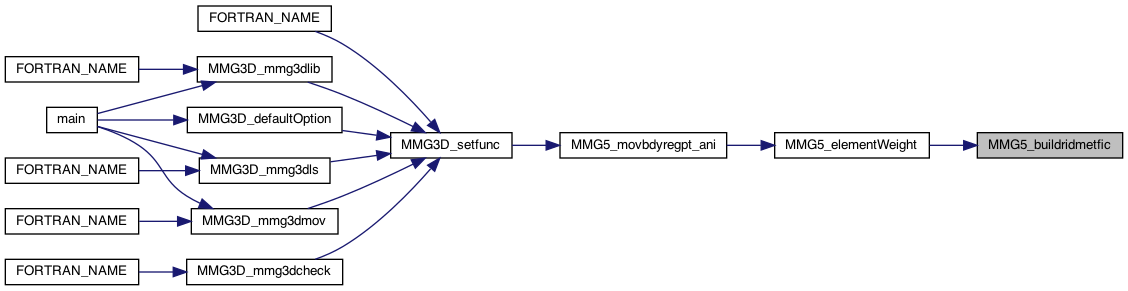 FORTRAN_NAME
FORTRAN_NAME
MMG3D_mmg3dlib
main
MMG3D_defaultOption
MMG3D_setfunc
MMG5_movbdyregpt_ani
MMG5_elementWeight
MMG5_buildridmetfic
FORTRAN_NAME
MMG3D_mmg3dls
FORTRAN_NAME
MMG3D_mmg3dmov
FORTRAN_NAME
MMG3D_mmg3dcheck